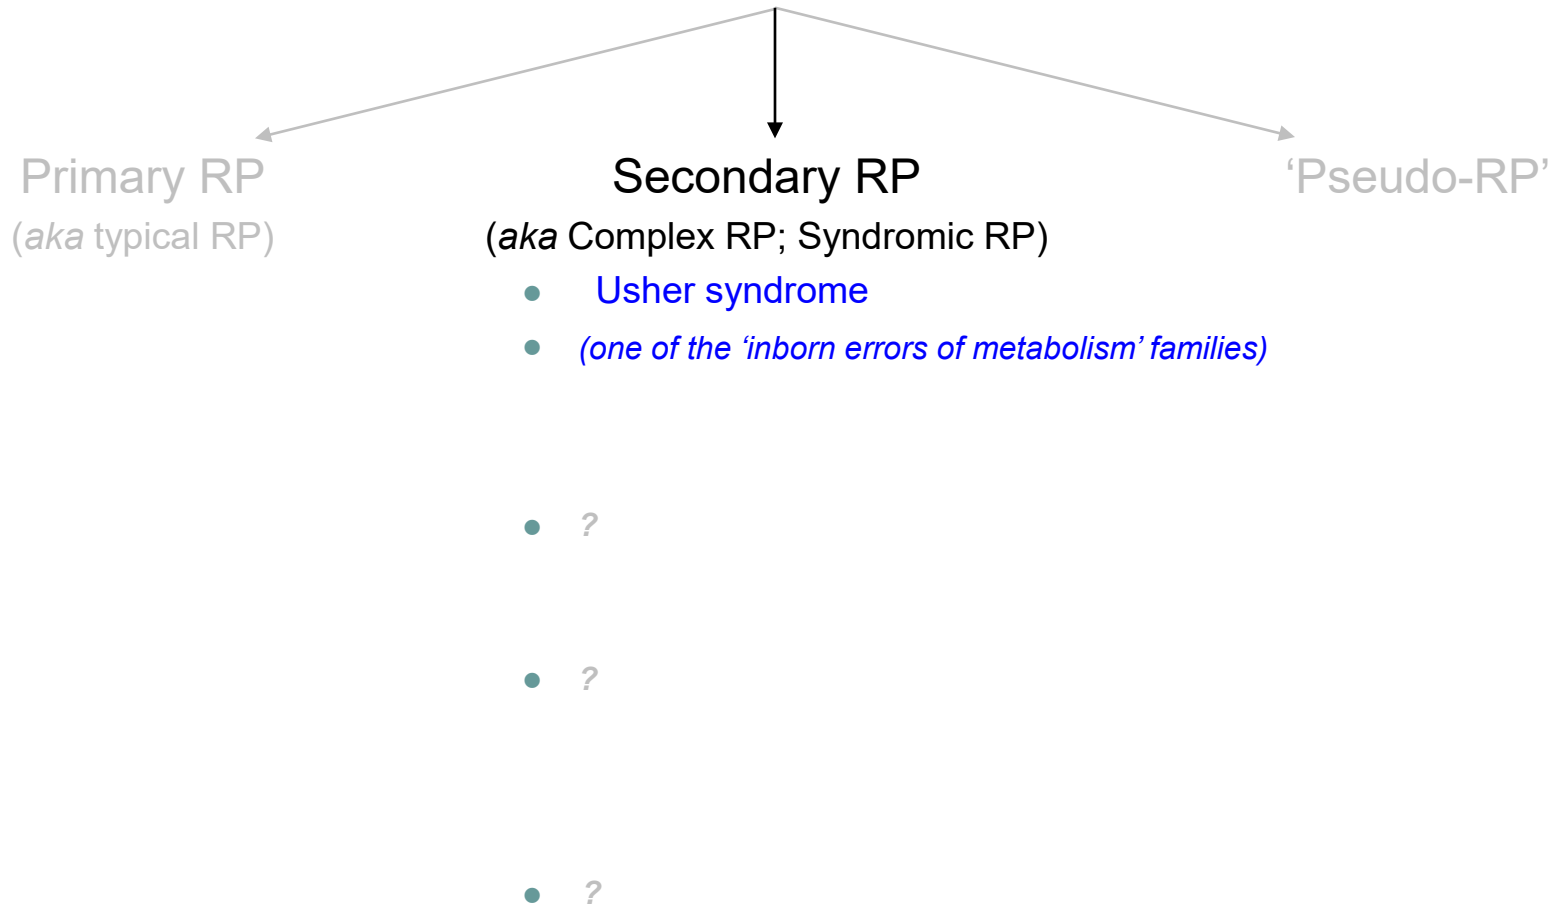 Primary RP
Secondary RP
‘Pseudo-RP’
(aka typical RP)
(aka Complex RP; Syndromic RP)
Usher syndrome
(one of the ‘inborn errors of metabolism’ families)
?
?
?